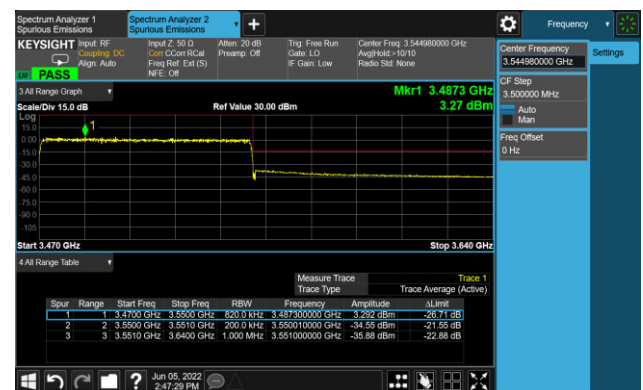 Spectrum Analyzer 1
Spurious Emissions
Spectrum Analyzer 2
Spurious Emissions
Frequency
KEYSIGHT
Input: RF
Coupling: DC
Align: Auto
Input Z: 50 Ω
Corr CCorr RCal
Freq Ref: Ext (S)
NFE: Off
Atten: 20 dB
Preamp: Off
Trig: Free Run
Gate: LO
IF Gain: Low
Center Freq: 3.544980000 GHz
Avg|Hold:>10/10
Radio Std: None
LXI
PASS
Center Frequency
3.544980000 GHz
Settings
CF Step
3.500000 MHz
Auto
Man
Freq Offset
0 Hz
3 All Range Graph
Mkr1 3.4873 GHz
3.27 dBm
Scale/Div 15.0 dB
Ref Value 30.00 dBm
Log
15.0
0.00
-15.0
-30.0
-45.0
-60.0
-75.0
-90.0
-105
1
Start 3.470 GHz
Stop 3.640 GHz
4 All Range Table
Measure Trace Trace 1
Trace Type Trace Average (Active)
Spur Range Start Freq Stop Freq RBW Frequency Amplitude ΔLimit
1 1 3.4700 GHz 3.5500 GHz 820.0 kHz 3.487300000 GHz 3.292 dBm -26.71 dB
2 2 3.5500 GHz 3.5510 GHz 200.0 kHz 3.550010000 GHz -34.55 dBm -21.55 dB
3 3 3.5510 GHz 3.6400 GHz 1.000 MHz 3.551000000 GHz -35.88 dBm -22.88 dB
?
Jun 05, 2022
2:47:29 PM